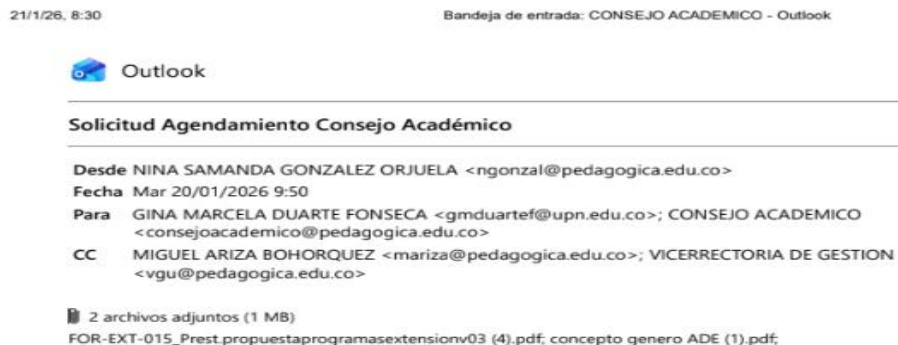 21/1/26, 8:30
Bandeja de entrada: CONSEJO ACADEMICO - Outlook
Outlook
Solicitud Agendamiento Consejo Académico
Desde NINA SAMANDA GONZALEZ ORJUELA <ngonzal@pedagogica.edu.co>
Fecha Mar 20/01/2026 9:50
Para GINA MARCELA DUARTE FONSECA <gmduartef@upn.edu.co>; CONSEJO ACADEMICO
<consejoacademico@pedagogica.edu.co>
CC MIGUEL ARIZA BOHORQUEZ <mariza@pedagogica.edu.co>; VICERRECTORIA DE GESTION
<vgu@pedagogica.edu.co>
2 archivos adjuntos (1 MB)
FOR-EXT-015_Prest.propuestaprogramasextensionv03 (4).pdf; concepto genero ADE (1).pdf;